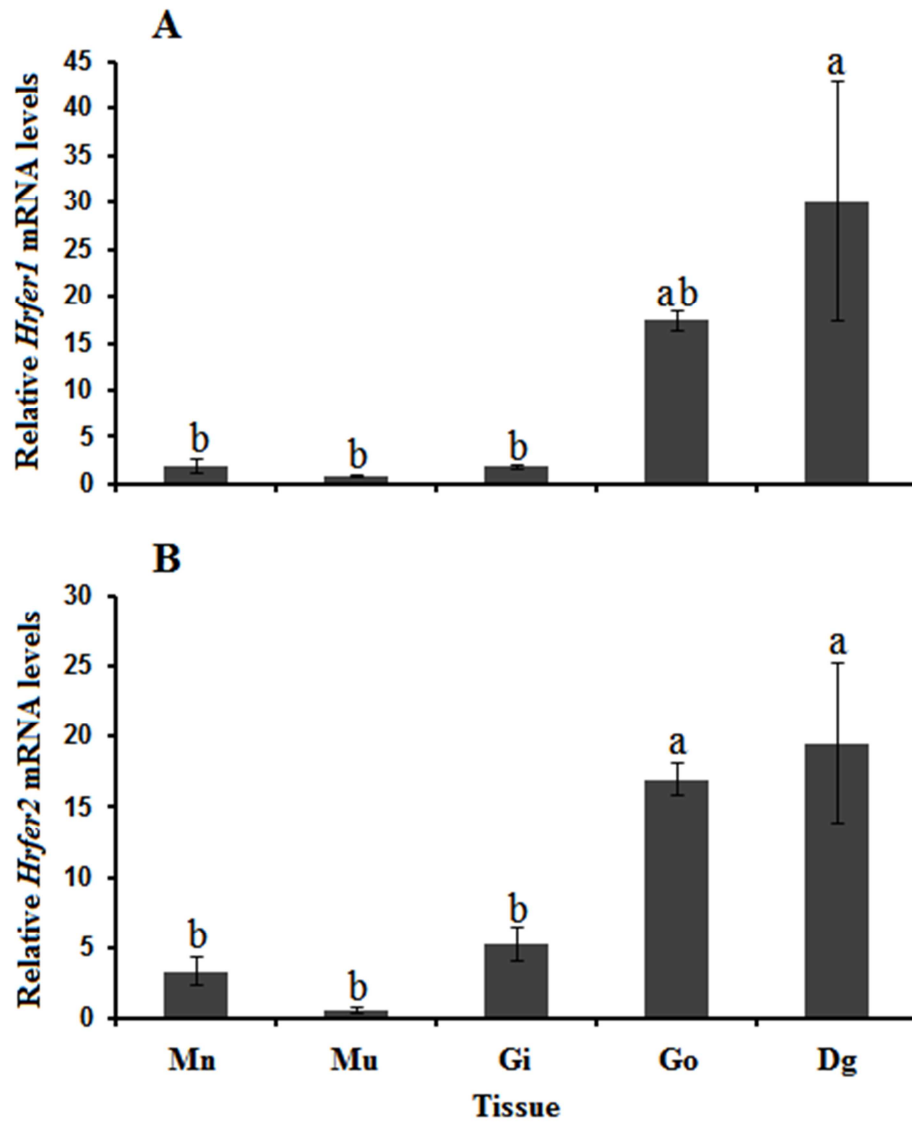 A
Relative Hrfer1 mRNA levels
45
40
35
30
25
20
15
10
5
0
b
b
b
ab
a
B
Relative Hrfer2 mRNA levels
30
25
20
15
10
5
0
b
b
b
a
a
Mn Mu Gi Go Dg
Tissue